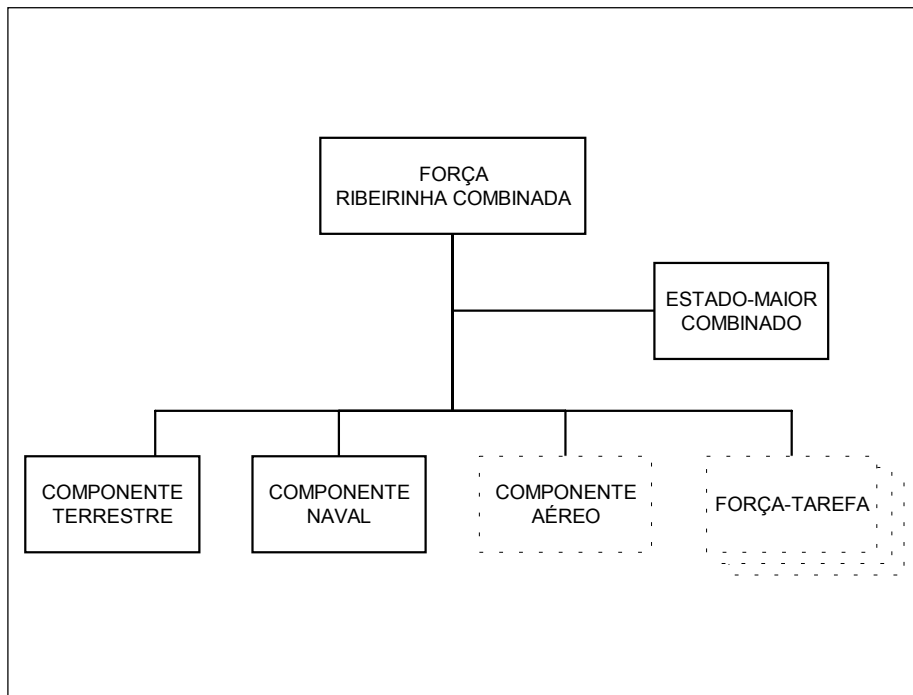 FORÇA
RIBEIRINHA COMBINADA
ESTADO-MAIOR
COMBINADO
COMPONENTE
TERRESTRE
COMPONENTE
NAVAL
COMPONENTE
AÉREO
FORÇA-TAREFA